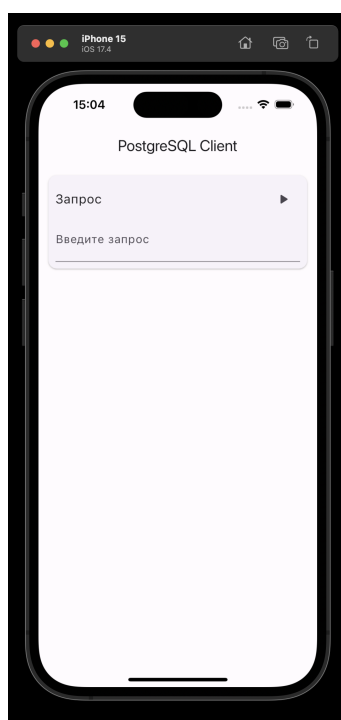 iPhone 15
iOS 17.4
15:04
PostgreSQL Client
Запрос
Введите запрос